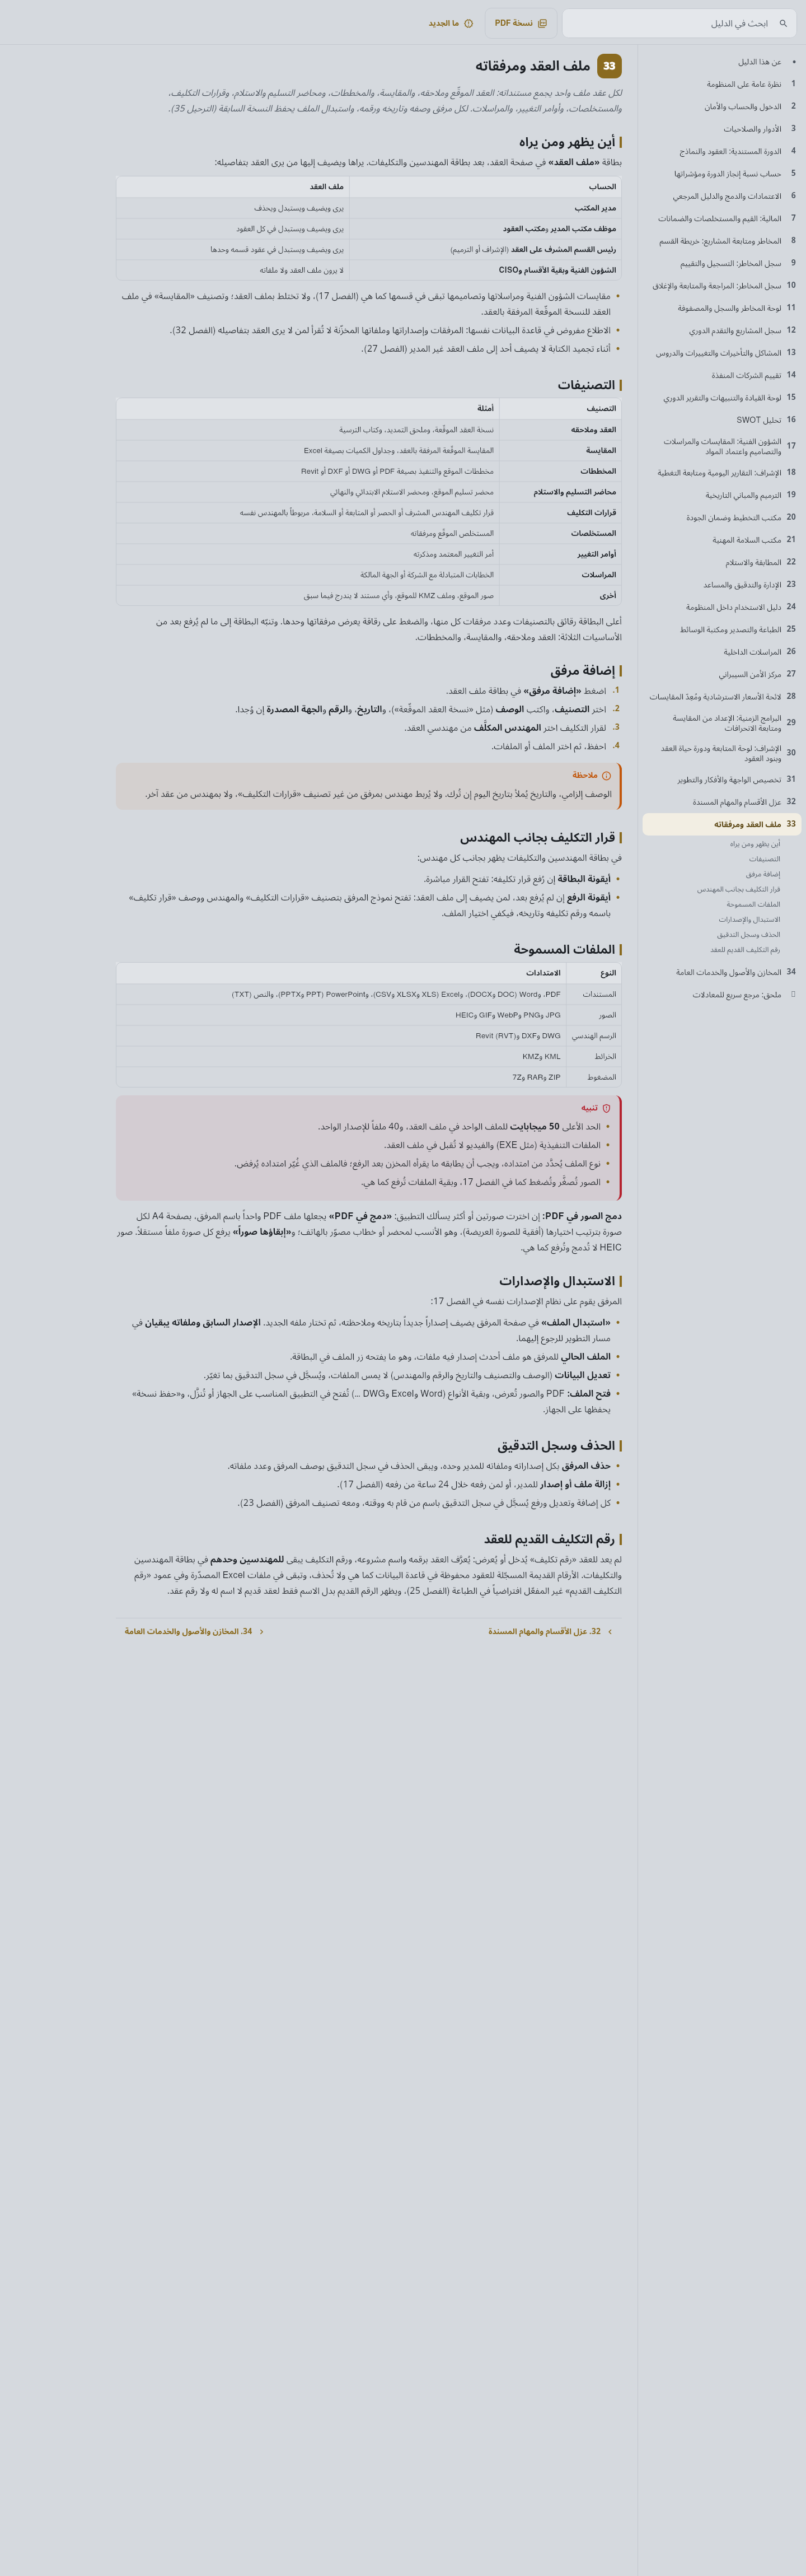 ابحث في الدليل
نسخة PDF
ما الجديد
عن هذا الدليل
1 نظرة عامة على المنظومة
2 الدخول والحساب والأمان
3 الأدوار والصلاحيات
4 الدورة المستندية: العقود والنماذج
5 حساب نسبة إنجاز الدورة ومؤشراتها
6 الاعتمادات والدمج والدليل المرجعي
7 المالية: القيم والمستخلصات والضمانات
8 المخاطر ومتابعة المشاريع: خريطة القسم
9 سجل المخاطر: التسجيل والتقييم
10 سجل المخاطر: المراجعة والمتابعة والإغلاق
11 لوحة المخاطر والسجل والمصفوفة
12 سجل المشاريع والتقدم الدوري
13 المشاكل والتأخيرات والتغييرات والدروس
14 تقييم الشركات المنفذة
15 لوحة القيادة والتنبيهات والتقرير الدوري
16 تحليل SWOT
17 الشؤون الفنية: المقايسات والمراسلات
والتصاميم واعتماد المواد
18 الإشراف: التقارير اليومية ومتابعة التغطية
19 الترميم والمباني التاريخية
20 مكتب التخطيط وضمان الجودة
21 مكتب السلامة المهنية
22 المطابقة والاستلام
23 الإدارة والتدقيق والمساعد
24 دليل الاستخدام داخل المنظومة
25 الطباعة والتصدير ومكتبة الوسائط
26 المراسلات الداخلية
27 مركز الأمن السيبراني
28 لائحة الأسعار الاسترشادية ومُعِدّ المقايسات
29 البرامج الزمنية: الإعداد من المقايسة
ومتابعة الانحرافات
30 الإشراف: لوحة المتابعة ودورة حياة العقد
وبنود العقود
31 تخصيص الواجهة والأفكار والتطوير
32 عزل الأقسام والمهام المسندة
33 ملف العقد ومرفقاته
أين يظهر ومن يراه
التصنيفات
إضافة مرفق
قرار التكليف بجانب المهندس
الملفات المسموحة
الاستبدال والإصدارات
الحذف وسجل التدقيق
رقم التكليف القديم للعقد
34 المخازن والأصول والخدمات العامة
ملحق: مرجع سريع للمعادلات
33 ملف العقد ومرفقاته
لكل عقد ملف واحد يجمع مستنداته: العقد الموقّع وملاحقه، والمقايسة، والمخططات، ومحاضر التسليم والاستلام، وقرارات التكليف،
والمستخلصات، وأوامر التغيير، والمراسلات. لكل مرفق وصفه وتاريخه ورقمه، واستبدال الملف يحفظ النسخة السابقة (الترحيل 35).
أين يظهر ومن يراه
بطاقة «ملف العقد» في صفحة العقد، بعد بطاقة المهندسين والتكليفات. يراها ويضيف إليها من يرى العقد بتفاصيله:
الحساب ملف العقد
مدير المكتب يرى ويضيف ويستبدل ويحذف
موظف مكتب المدير ومكتب العقود يرى ويضيف ويستبدل في كل العقود
رئيس القسم المشرف على العقد (الإشراف أو الترميم) يرى ويضيف ويستبدل في عقود قسمه وحدها
الشؤون الفنية وبقية الأقسام وCISO لا يرون ملف العقد ولا ملفاته
مقايسات الشؤون الفنية ومراسلاتها وتصاميمها تبقى في قسمها كما هي (الفصل 17)، ولا تختلط بملف العقد؛ وتصنيف «المقايسة» في ملف
العقد للنسخة الموقّعة المرفقة بالعقد.
الاطلاع مفروض في قاعدة البيانات نفسها: المرفقات وإصداراتها وملفاتها المخزّنة لا تُقرأ لمن لا يرى العقد بتفاصيله (الفصل 32).
أثناء تجميد الكتابة لا يضيف أحد إلى ملف العقد غير المدير (الفصل 27).
التصنيفات
التصنيف أمثلة
العقد وملاحقه نسخة العقد الموقّعة، وملحق التمديد، وكتاب الترسية
المقايسة المقايسة الموقّعة المرفقة بالعقد، وجداول الكميات بصيغة Excel
المخططات مخططات الموقع والتنفيذ بصيغة PDF أو DWG أو DXF أو Revit
محاضر التسليم والاستلام محضر تسليم الموقع، ومحضر الاستلام الابتدائي والنهائي
قرارات التكليف قرار تكليف المهندس المشرف أو الحصر أو المتابعة أو السلامة، مربوطاً بالمهندس نفسه
المستخلصات المستخلص الموقّع ومرفقاته
أوامر التغيير أمر التغيير المعتمد ومذكرته
المراسلات الخطابات المتبادلة مع الشركة أو الجهة المالكة
أخرى صور الموقع، وملف KMZ للموقع، وأي مستند لا يندرج فيما سبق
أعلى البطاقة رقائق بالتصنيفات وعدد مرفقات كل منها، والضغط على رقاقة يعرض مرفقاتها وحدها. وتنبّه البطاقة إلى ما لم يُرفع بعد من
الأساسيات الثلاثة: العقد وملاحقه، والمقايسة، والمخططات.
إضافة مرفق
1. اضغط «إضافة مرفق» في بطاقة ملف العقد.
2. اختر التصنيف، واكتب الوصف (مثل «نسخة العقد الموقّعة»)، والتاريخ، والرقم والجهة المصدرة إن وُجدا.
3. لقرار التكليف اختر المهندس المكلَّف من مهندسي العقد.
4. احفظ، ثم اختر الملف أو الملفات.
ملاحظة
الوصف إلزامي، والتاريخ يُملأ بتاريخ اليوم إن تُرك. ولا يُربط مهندس بمرفق من غير تصنيف «قرارات التكليف»، ولا بمهندس من عقد آخر.
قرار التكليف بجانب المهندس
في بطاقة المهندسين والتكليفات يظهر بجانب كل مهندس:
أيقونة البطاقة إن رُفع قرار تكليفه: تفتح القرار مباشرة.
أيقونة الرفع إن لم يُرفع بعد، لمن يضيف إلى ملف العقد: تفتح نموذج المرفق بتصنيف «قرارات التكليف» والمهندس ووصف «قرار تكليف»
باسمه ورقم تكليفه وتاريخه، فيكفي اختيار الملف.
الملفات المسموحة
النوع الامتدادات
المستندات PDF، وWord (DOC وDOCX)، وExcel (XLS وXLSX وCSV)، وPowerPoint (PPT وPPTX)، والنص (TXT)
الصور JPG وPNG وWebP وGIF وHEIC
الرسم الهندسي DWG وDXF وRevit (RVT)
الخرائط KML وKMZ
المضغوط ZIP وRAR و7Z
تنبيه
الحد الأعلى 50 ميجابايت للملف الواحد في ملف العقد، و40 ملفاً للإصدار الواحد.
الملفات التنفيذية (مثل EXE) والفيديو لا تُقبل في ملف العقد.
نوع الملف يُحدَّد من امتداده، ويجب أن يطابقه ما يقرأه المخزن بعد الرفع؛ فالملف الذي غُيّر امتداده يُرفض.
الصور تُصغَّر وتُضغط كما في الفصل 17، وبقية الملفات تُرفع كما هي.
دمج الصور في PDF: إن اخترت صورتين أو أكثر يسألك التطبيق: «دمج في PDF» يجعلها ملف PDF واحداً باسم المرفق، بصفحة A4 لكل
صورة بترتيب اختيارها (أفقية للصورة العريضة)، وهو الأنسب لمحضر أو خطاب مصوّر بالهاتف؛ و«إبقاؤها صوراً» يرفع كل صورة ملفاً مستقلاً. صور
HEIC لا تُدمج وتُرفع كما هي.
الاستبدال والإصدارات
المرفق يقوم على نظام الإصدارات نفسه في الفصل 17:
«استبدال الملف» في صفحة المرفق يضيف إصداراً جديداً بتاريخه وملاحظته، ثم تختار ملفه الجديد. الإصدار السابق وملفاته يبقيان في
مسار التطوير للرجوع إليهما.
الملف الحالي للمرفق هو ملف أحدث إصدار فيه ملفات، وهو ما يفتحه زر الملف في البطاقة.
تعديل البيانات (الوصف والتصنيف والتاريخ والرقم والمهندس) لا يمس الملفات، ويُسجَّل في سجل التدقيق بما تغيّر.
فتح الملف: PDF والصور تُعرض، وبقية الأنواع (Word وExcel وDWG …) تُفتح في التطبيق المناسب على الجهاز أو تُنزَّل، و«حفظ نسخة»
يحفظها على الجهاز.
الحذف وسجل التدقيق
حذف المرفق بكل إصداراته وملفاته للمدير وحده، ويبقى الحذف في سجل التدقيق بوصف المرفق وعدد ملفاته.
إزالة ملف أو إصدار للمدير، أو لمن رفعه خلال 24 ساعة من رفعه (الفصل 17).
كل إضافة وتعديل ورفع يُسجَّل في سجل التدقيق باسم من قام به ووقته، ومعه تصنيف المرفق (الفصل 23).
رقم التكليف القديم للعقد
لم يعد للعقد «رقم تكليف» يُدخل أو يُعرض: يُعرَّف العقد برقمه واسم مشروعه، ورقم التكليف يبقى للمهندسين وحدهم في بطاقة المهندسين
والتكليفات. الأرقام القديمة المسجّلة للعقود محفوظة في قاعدة البيانات كما هي ولا تُحذف، وتبقى في ملفات Excel المصدّرة وفي عمود «رقم
التكليف القديم» غير المفعّل افتراضياً في الطباعة (الفصل 25)، ويظهر الرقم القديم بدل الاسم فقط لعقد قديم لا اسم له ولا رقم عقد.
32. عزل الأقسام والمهام المسندة
34. المخازن والأصول والخدمات العامة